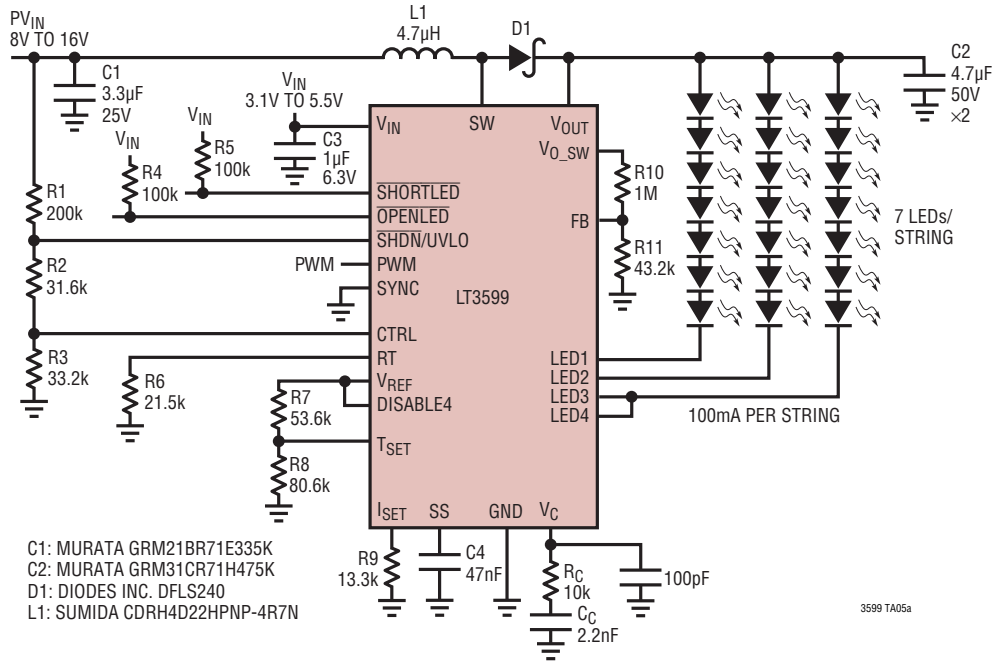 PVIN
8V TO 16V
L1
4.7µH
D1
C1
3.3µF
25V
C2
4.7µF
50V
×2
VIN
3.1V TO 5.5V
C3
1µF
6.3V
VIN
R5
100k
VIN
R4
100k
VIN
SW
VOUT
VO_SW
SHORTLED
OPENLED
SHDN/UVLO
PWM
PWM
SYNC
LT3599
FB
R10
1M
R11
43.2k
7 LEDs/
STRING
R1
200k
R2
31.6k
R3
33.2k
CTRL
RT
VREF
DISABLE4
TSET
R6
21.5k
R7
53.6k
R8
80.6k
LED1
LED2
LED3
LED4
100mA PER STRING
ISET
SS
GND
VC
R9
13.3k
C4
47nF
RC
10k
CC
2.2nF
100pF
C1: MURATA GRM21BR71E335K
C2: MURATA GRM31CR71H475K
D1: DIODES INC. DFLS240
L1: SUMIDA CDRH4D22HPNP-4R7N
3599 TA05a